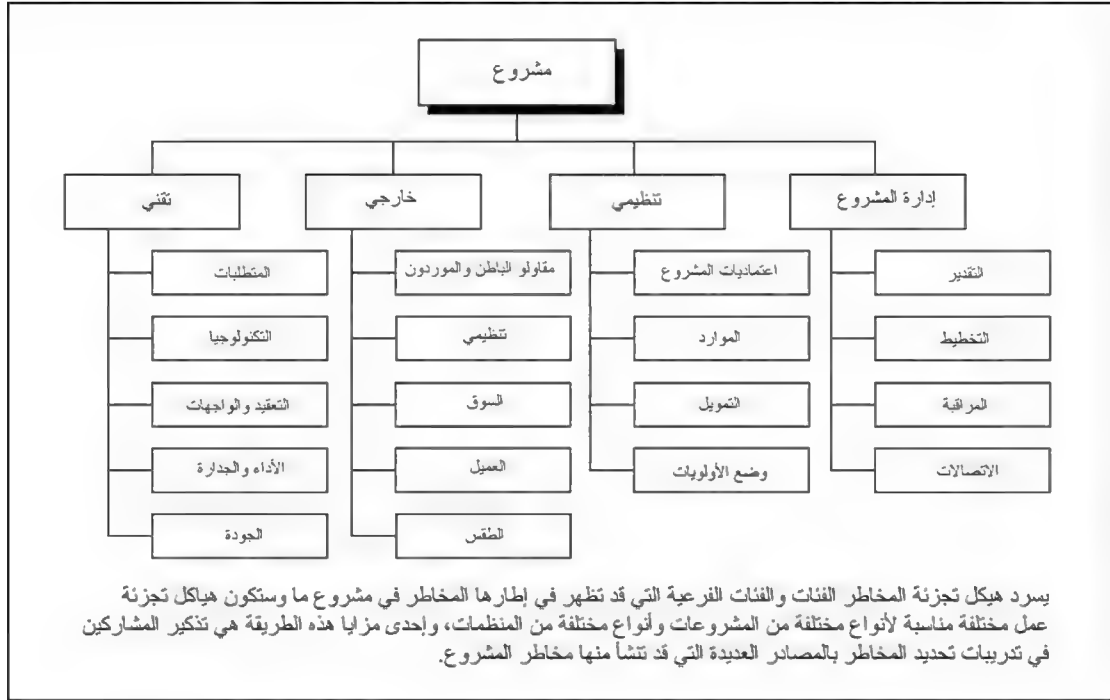 مشروع
إدارة المشروع
تنظيمي
خارجي
تقني
التقدير
التخطيط
المراقبة
الاتصالات
اعتماديات المشروع
الموارد
التمويل
وضع الأولويات
مقاولو الباطن والموردون
تنظيمي
السوق
العميل
الطقس
المتطلبات
التكنولوجيا
التعقيد والواجهات
الأداء والجدارة
الجودة
يسرد هيكل تجزئة المخاطر الفئات والفئات الفرعية التي قد تظهر في إطارها المخاطر في مشروع ما وستكون هياكل تجزئة
عمل مختلفة مناسبة لأنواع مختلفة من المشروعات وأنواع مختلفة من المنظمات، وإحدى مزايا هذه الطريقة هي تذكير المشاركين
في تدريبات تحديد المخاطر بالمصادر العديدة التي قد تنشأ منها مخاطر المشروع.